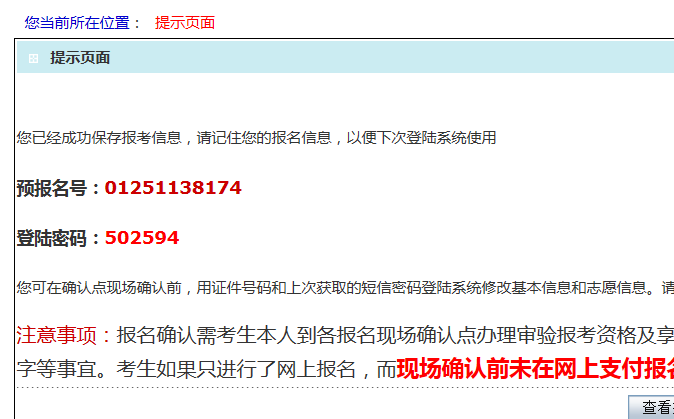 您当前所在位置： 提示页面
提示页面
您已经成功保存报考信息，请记住您的报名信息，以便下次登陆系统使用
预报名号：01251138174
登陆密码：502594
您可在确认点现场确认前，用证件号码和上次获取的短信密码登陆系统修改基本信息和志愿信息。请
注意事项：报名确认需考生本人到各报名现场确认点办理审验报考资格及享
字等事宜。考生如果只进行了网上报名，而现场确认前未在网上支付报名
查看